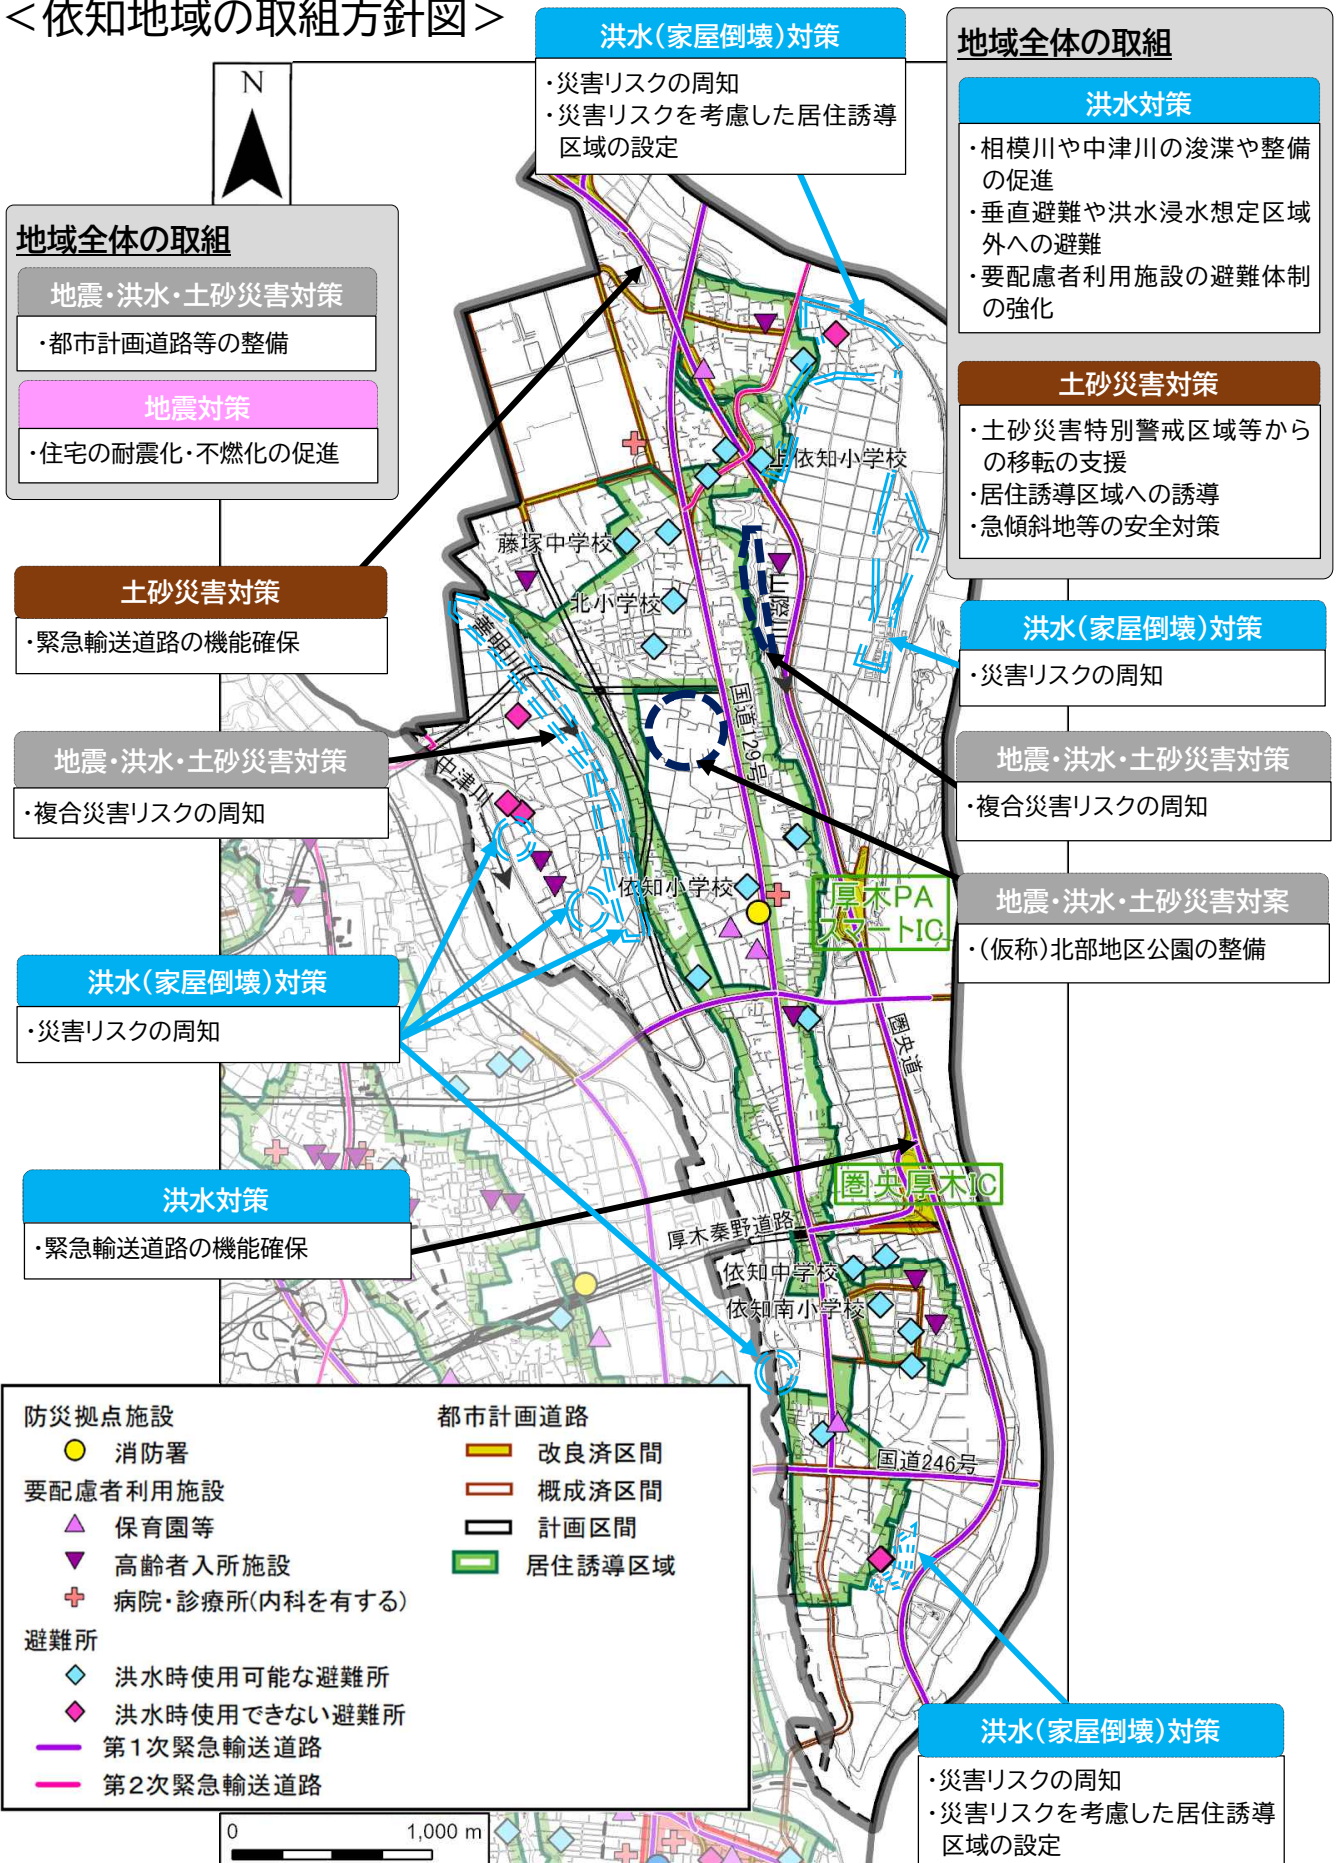 ＜依知地域の取組方針図＞
N
洪水(家屋倒壊)対策
・災害リスクの周知
・災害リスクを考慮した居住誘導
区域の設定
地域全体の取組
洪水対策
・相模川や中津川の浚渫や整備
の促進
・垂直避難や洪水浸水想定区域
外への避難
・要配慮者利用施設の避難体制
の強化
土砂災害対策
・土砂災害特別警戒区域等から
の移転の支援
・居住誘導区域への誘導
・急傾斜地等の安全対策
地域全体の取組
地震・洪水・土砂災害対策
・都市計画道路等の整備
地震対策
・住宅の耐震化・不燃化の促進
土砂災害対策
・緊急輸送道路の機能確保
地震・洪水・土砂災害対策
・複合災害リスクの周知
洪水(家屋倒壊)対策
・災害リスクの周知
洪水対策
・緊急輸送道路の機能確保
洪水(家屋倒壊)対策
・災害リスクの周知
地震・洪水・土砂災害対策
・複合災害リスクの周知
地震・洪水・土砂災害対案
・(仮称)北部地区公園の整備
上依知小学校
藤塚中学校
北小学校
善明川
山際川
国道129号
中津川
依知小学校
厚木PA
スマートIC
圏央道
圏央厚木IC
厚木秦野道路
依知中学校
依知南小学校
国道246号
防災拠点施設
消防署
要配慮者利用施設
保育園等
高齢者入所施設
病院・診療所(内科を有する)
避難所
洪水時使用可能な避難所
洪水時使用できない避難所
第1次緊急輸送道路
第2次緊急輸送道路
都市計画道路
改良済区間
概成済区間
計画区間
居住誘導区域
0 1,000 m
洪水(家屋倒壊)対策
・災害リスクの周知
・災害リスクを考慮した居住誘導
区域の設定